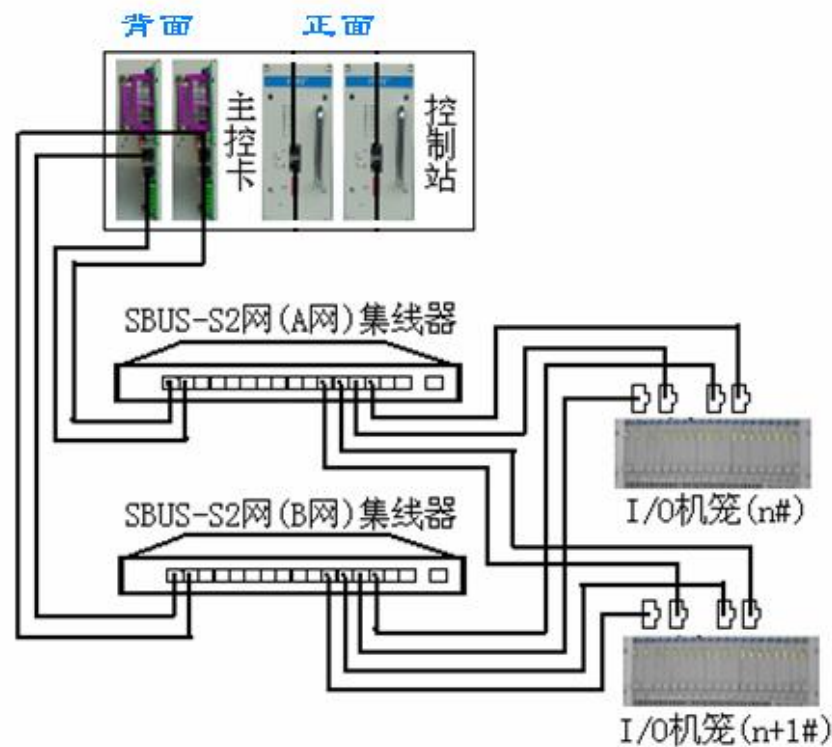 背面
正面
主控卡
控制站
SBUS-S2网(A网)集线器
I/O机笼(n#)
SBUS-S2网(B网)集线器
I/O机笼(n+1#)